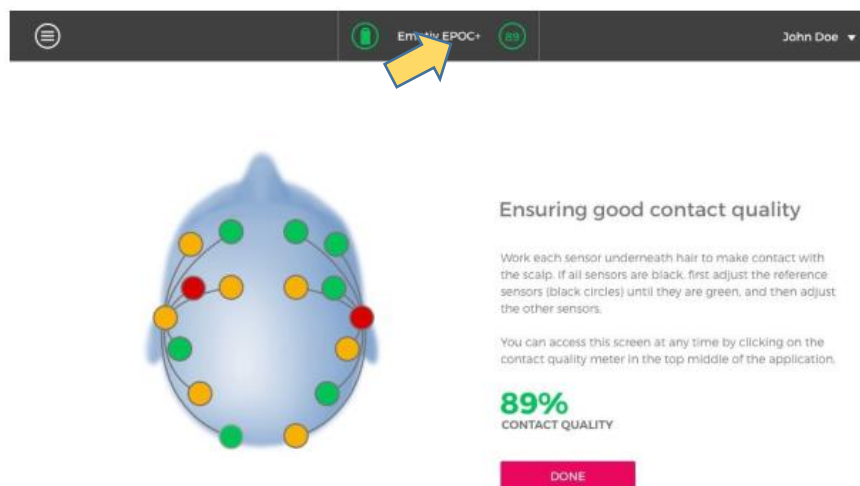 Emotiv EPOC+
89
John Doe
Ensuring good contact quality
Work each sensor underneath hair to make contact with
the scalp. If all sensors are black, first adjust the reference
sensors (black circles) until they are green, and then adjust
the other sensors.
You can access this screen at any time by clicking on the
contact quality meter in the top middle of the application.
89%
CONTACT QUALITY
DONE